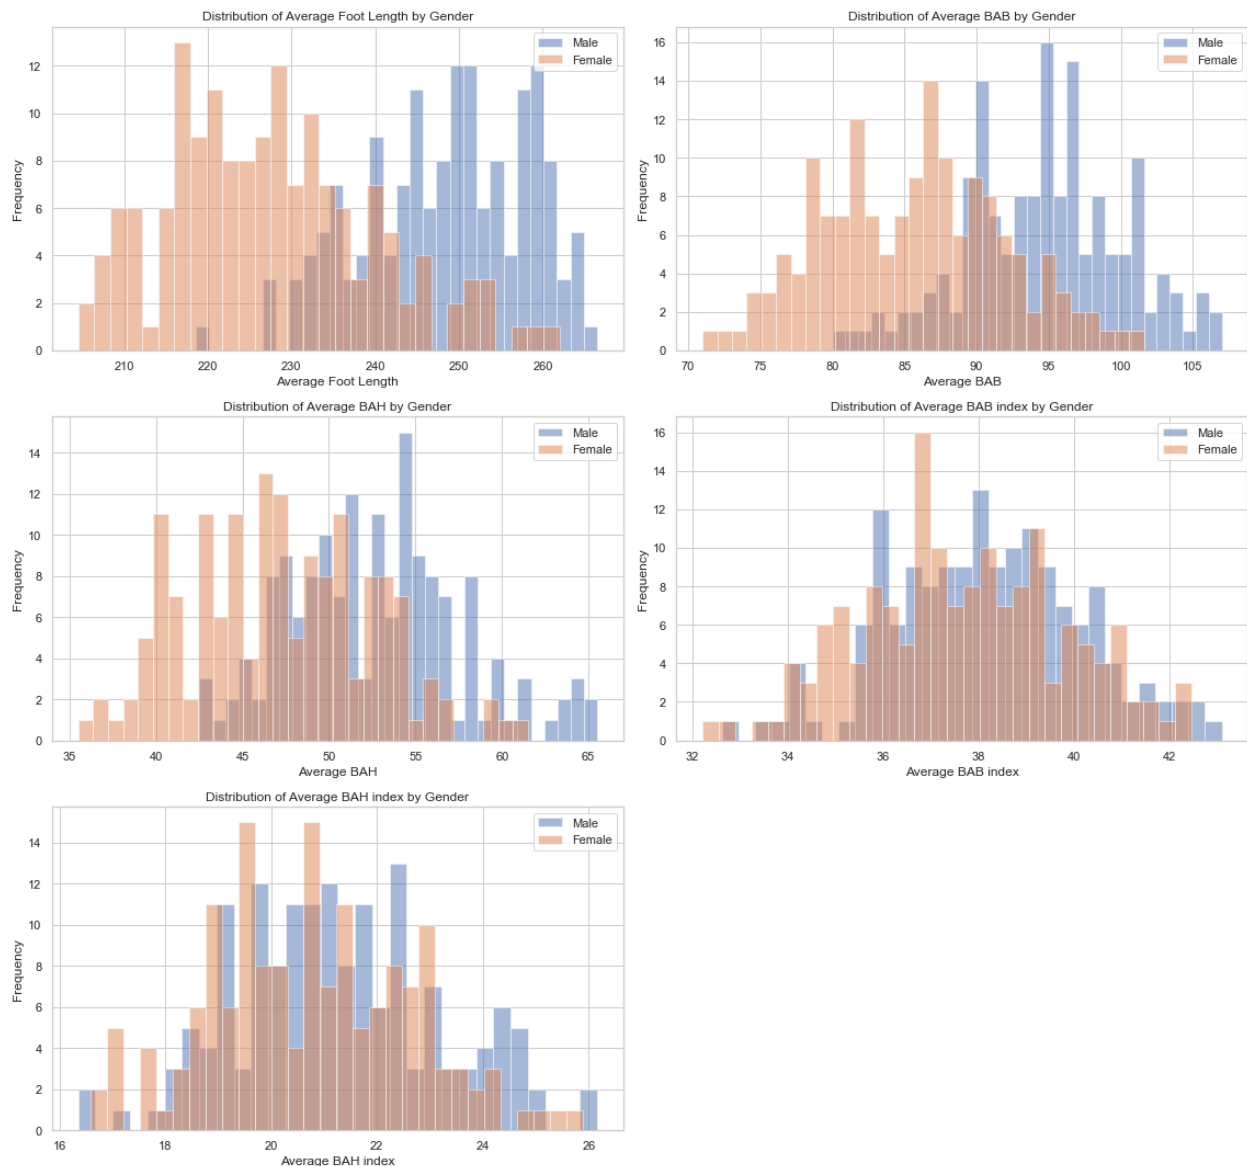 Distribution of Average Foot Length by Gender
Male
Female
12
10
8
6
4
2
0
Frequency
210 220 230 240 250 260
Average Foot Length
Distribution of Average BAB by Gender
Male
Female
16
14
12
10
8
6
4
2
0
Frequency
70 75 80 85 90 95 100 105
Average BAB
Distribution of Average BAH by Gender
Male
Female
14
12
10
8
6
4
2
0
Frequency
35 40 45 50 55 60 65
Average BAH
Distribution of Average BAB index by Gender
Male
Female
16
14
12
10
8
6
4
2
0
Frequency
32 34 36 38 40 42
Average BAB index
Distribution of Average BAH index by Gender
Male
Female
14
12
10
8
6
4
2
0
Frequency
16 18 20 22 24 26
Average BAH index